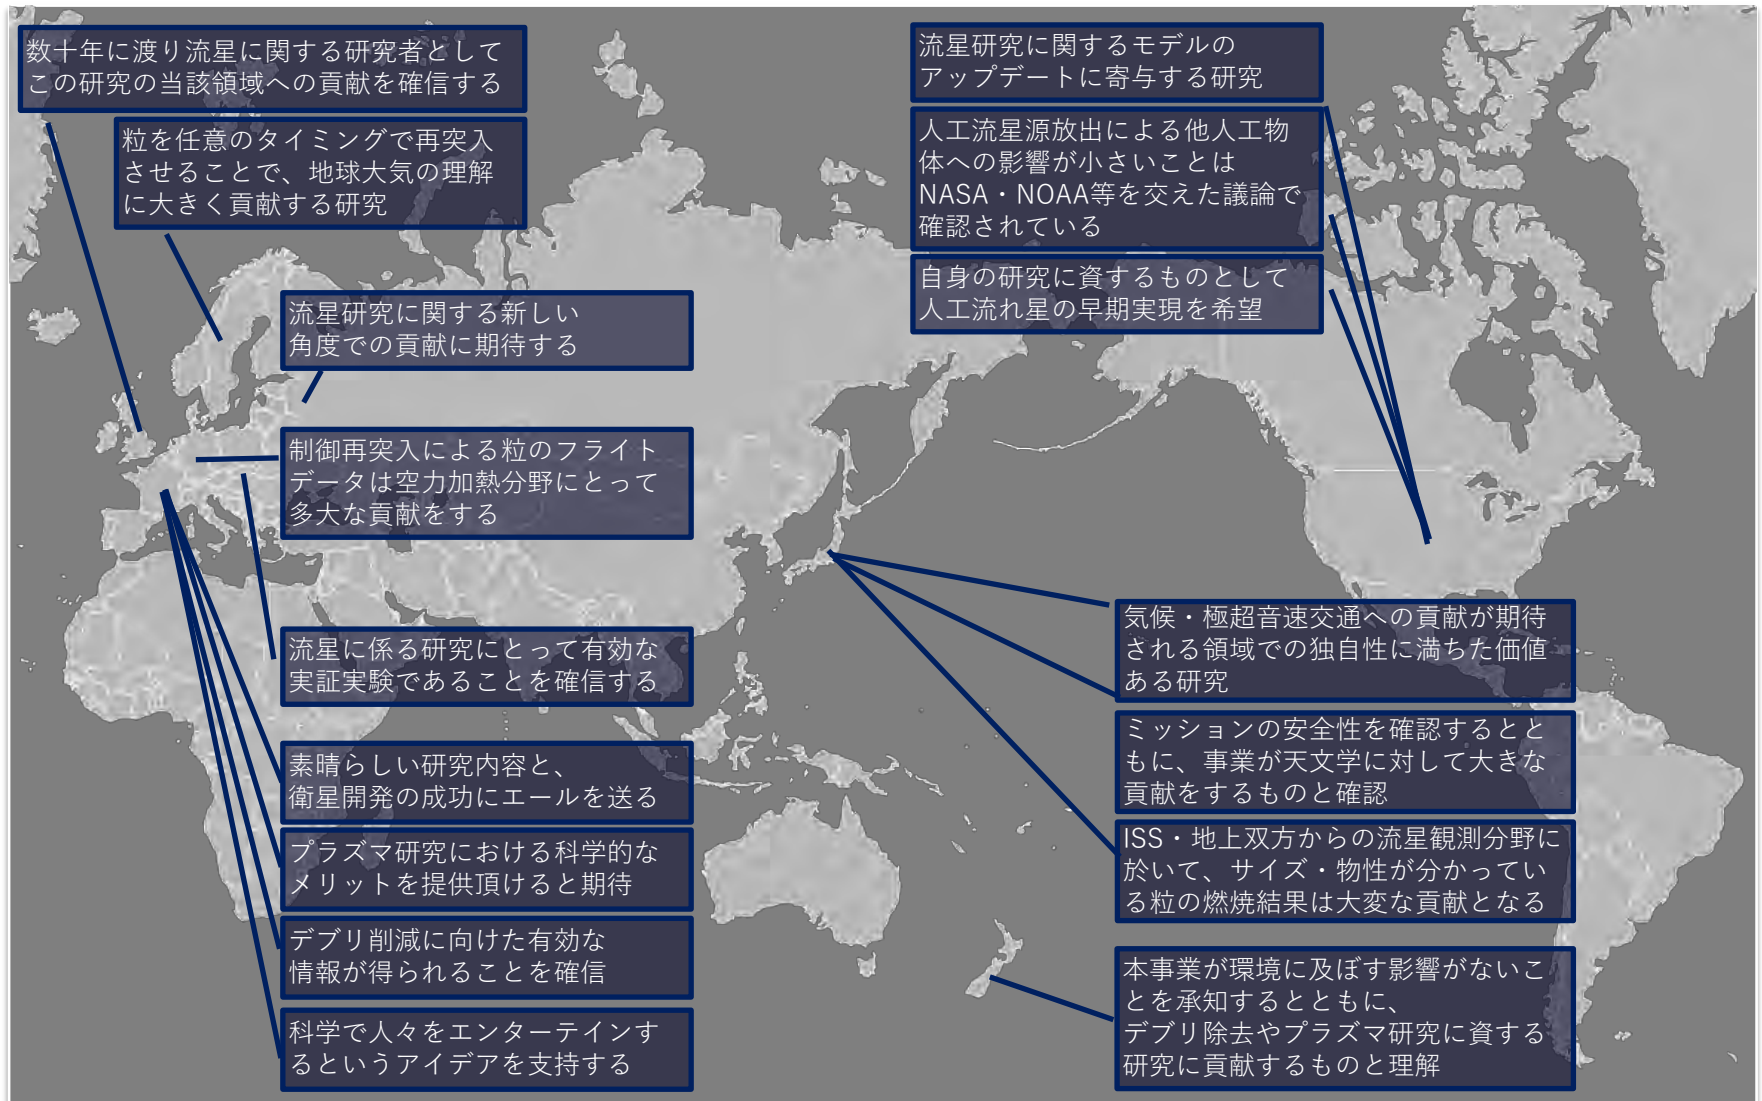 数十年に渡り流星に関する研究者として
この研究の当該領域への貢献を確信する
粒を任意のタイミングで再突入
させることで、地球大気の理解
に大きく貢献する研究
流星研究に関する新しい
角度での貢献に期待する
制御再突入による粒のフライト
データは空力加熱分野にとって
多大な貢献をする
流星に係る研究にとって有効な
実証実験であることを確信する
素晴らしい研究内容と、
衛星開発の成功にエールを送る
プラズマ研究における科学的な
メリットを提供頂けると期待
デブリ削減に向けた有効な
情報が得られることを確信
科学で人々をエンターテインす
るというアイデアを支持する
流星研究に関するモデルの
アップデートに寄与する研究
人工流星源放出による他人工物
体への影響が小さいことは
NASA・NOAA等を交えた議論で
確認されている
自身の研究に資するものとして
人工流れ星の早期実現を希望
気候・極超音速交通への貢献が期待
される領域での独自性に満ちた価値
ある研究
ミッションの安全性を確認するとと
もに、事業が天文学に対して大きな
貢献をするものと確認
ISS・地上双方からの流星観測分野に
於いて、サイズ・物性が分かってい
る粒の燃焼結果は大変な貢献となる
本事業が環境に及ぼす影響がないこ
とを承知するとともに、
デブリ除去やプラズマ研究に資する
研究に貢献するものと理解